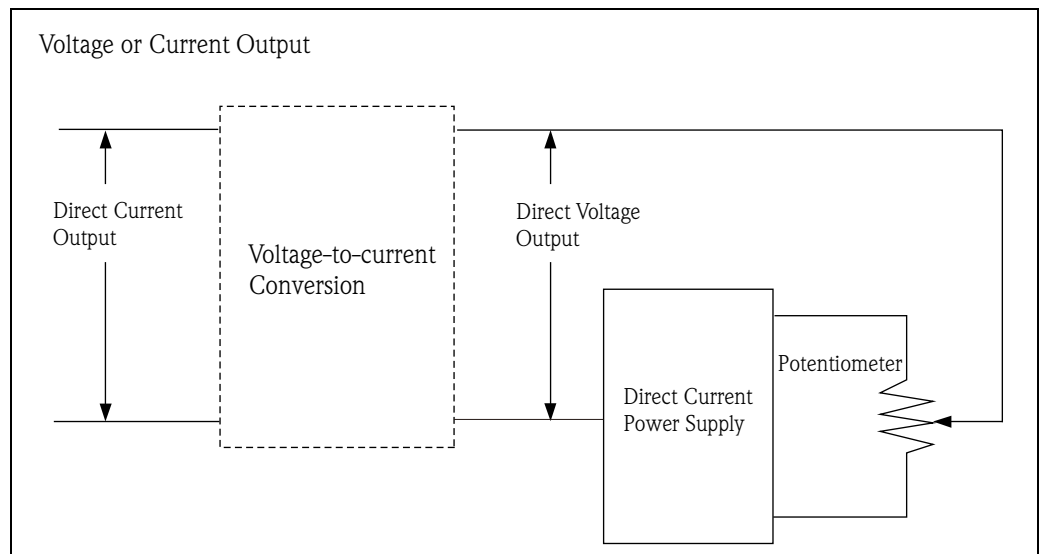 Voltage or Current Output
Direct Current
Output
Voltage-to-current
Conversion
Direct Voltage
Output
Potentiometer
Direct Current
Power Supply